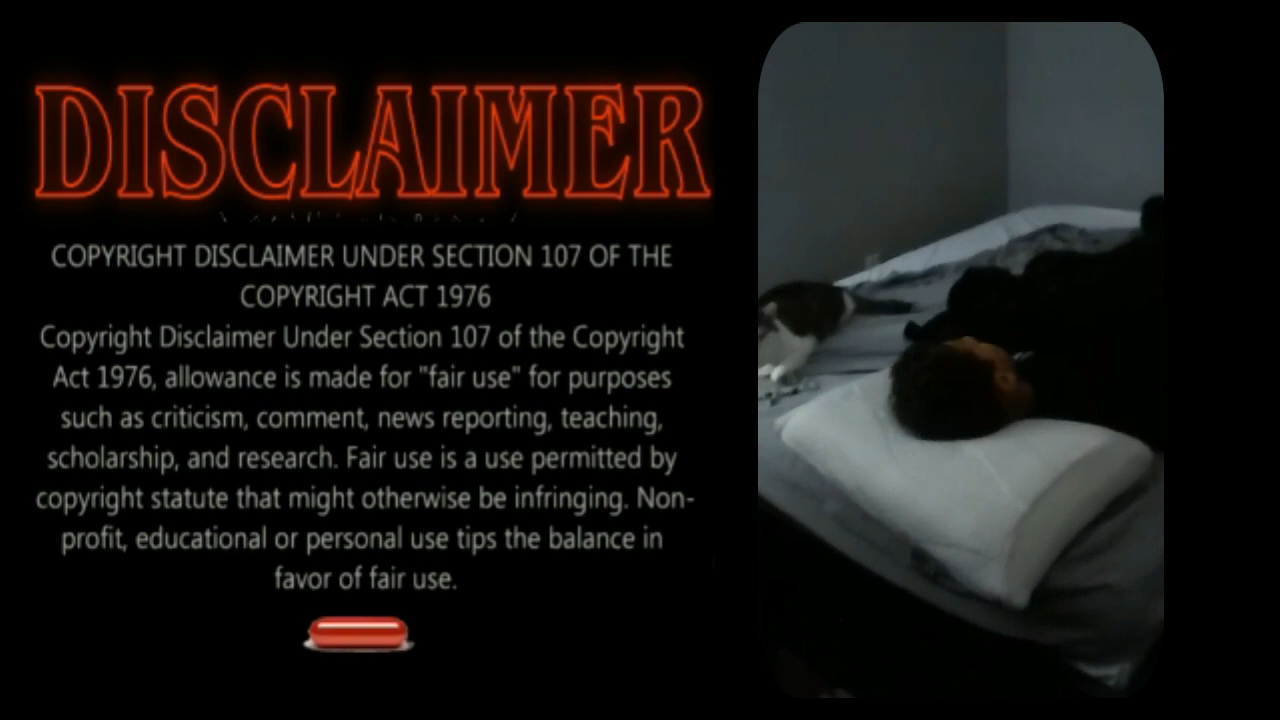 DISCLAIMER
COPYRIGHT DISCLAIMER UNDER SECTION 107 OF THE
COPYRIGHT ACT 1976
Copyright Disclaimer Under Section 107 of the Copyright
Act 1976, allowance is made for "fair use" for purposes
such as criticism, comment, news reporting, teaching,
scholarship, and research. Fair use is a use permitted by
copyright statute that might otherwise be infringing. Non-
profit, educational or personal use tips the balance in
favor of fair use.